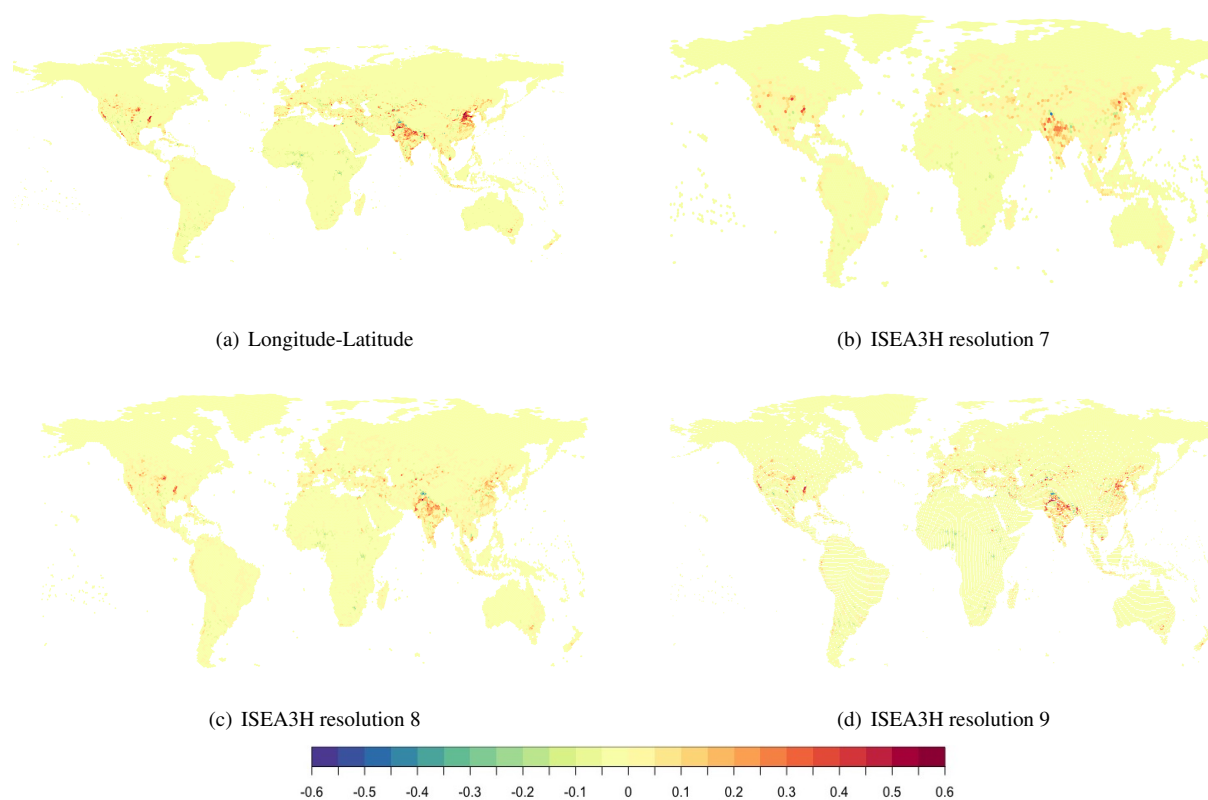 (a) Longitude-Latitude
(b) ISEA3H resolution 7
(c) ISEA3H resolution 8
(d) ISEA3H resolution 9
-0.6 -0.5 -0.4 -0.3 -0.2 -0.1 0 0.1 0.2 0.3 0.4 0.5 0.6